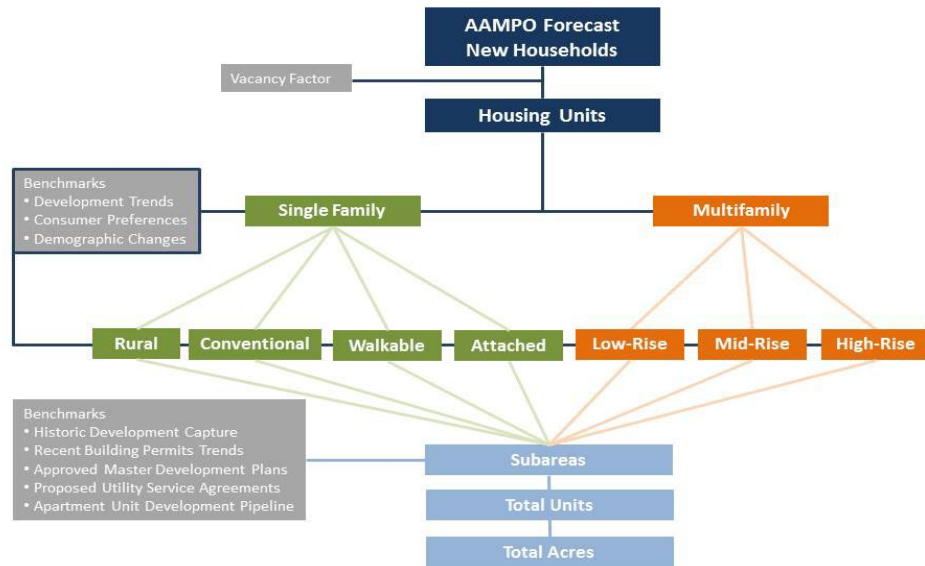 AAMPO Forecast
New Households
Vacancy Factor
Housing Units
Benchmarks
• Development Trends
• Consumer Preferences
• Demographic Changes
Single Family
Multifamily
Rural
Conventional
Walkable
Attached
Low-Rise
Mid-Rise
High-Rise
Benchmarks
• Historic Development Capture
• Recent Building Permits Trends
• Approved Master Development Plans
• Proposed Utility Service Agreements
• Apartment Unit Development Pipeline
Subareas
Total Units
Total Acres